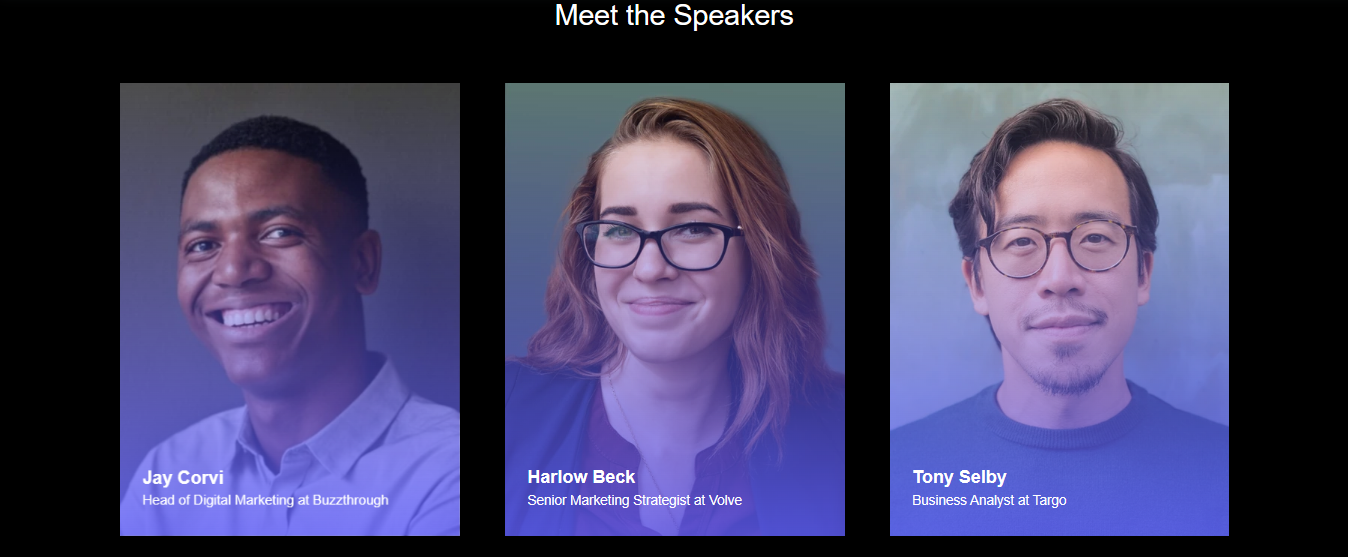 Meet the Speakers
Jay Corvi
Head of Digital Marketing at Buzzthrough
Harlow Beck
Senior Marketing Strategist at Volve
Tony Selby
Business Analyst at Targo